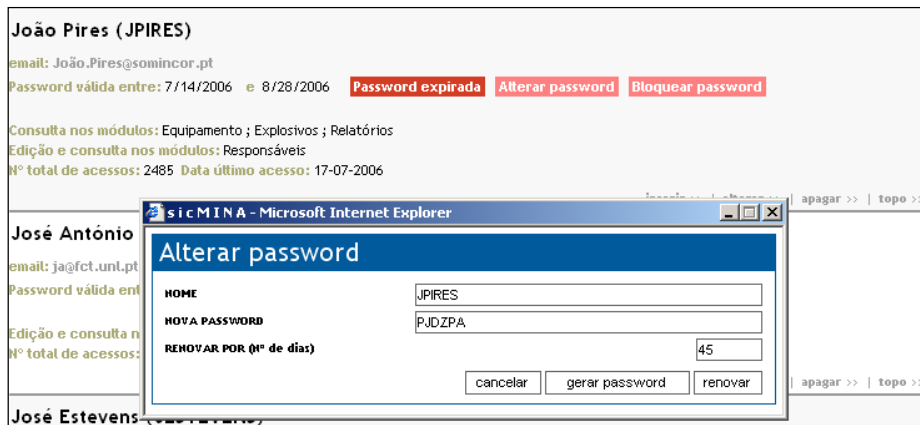 João Pires (JPIRES)
email: João.Pires@somincor.pt
Password válida entre: 7/14/2006 e 8/28/2006 Password expirada Alterar password Bloquear password
Consulta nos módulos: Equipamento ; Explosivos ; Relatórios
Edição e consulta nos módulos: Responsáveis
Nº total de acessos: 2485 Data último acesso: 17-07-2006
| apagar >> | topo >>
sicMINA - Microsoft Internet Explorer
Alterar password
NOME JPIRES
NOVA PASSWORD PJDZPA
RENOVAR POR (Nº de dias) 45
cancelar gerar password renovar
José António
email: ja@fct.unl.pt
Password válida
Edição e consulta
Nº total de acessos:
| apagar >> | topo >>
José Estevens